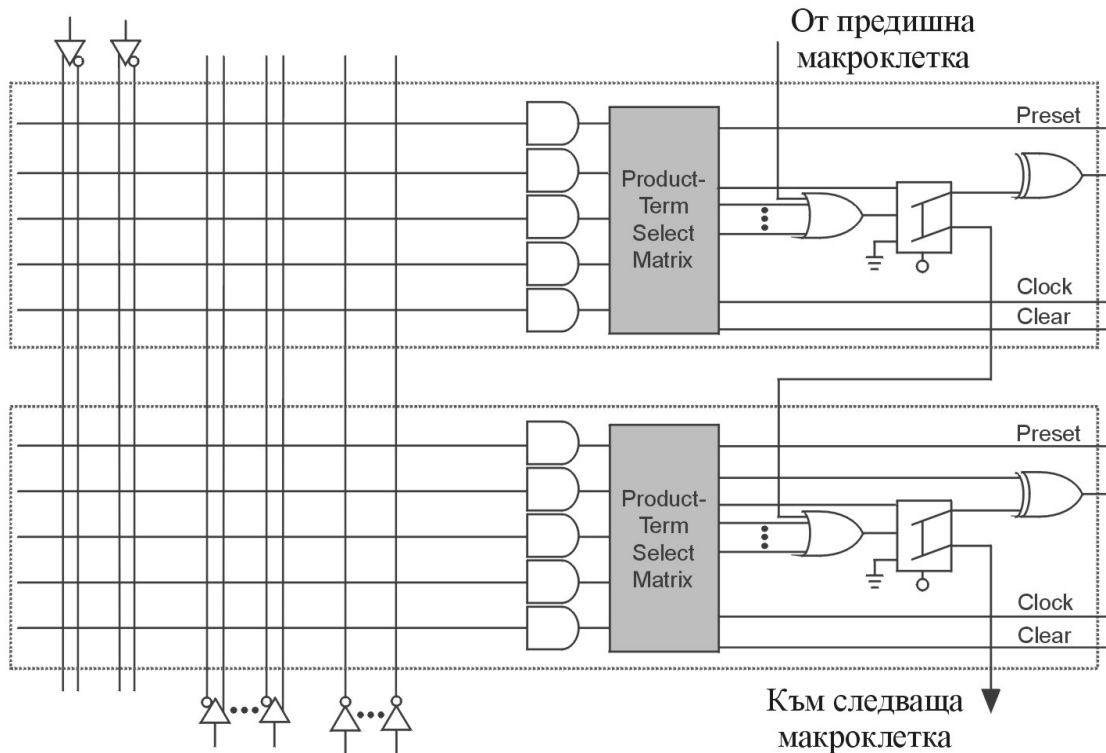 От предишна
макроклетка
Preset
Product-
Term
Select
Matrix
Clock
Clear
Preset
Product-
Term
Select
Matrix
Clock
Clear
Към следваща
макроклетка